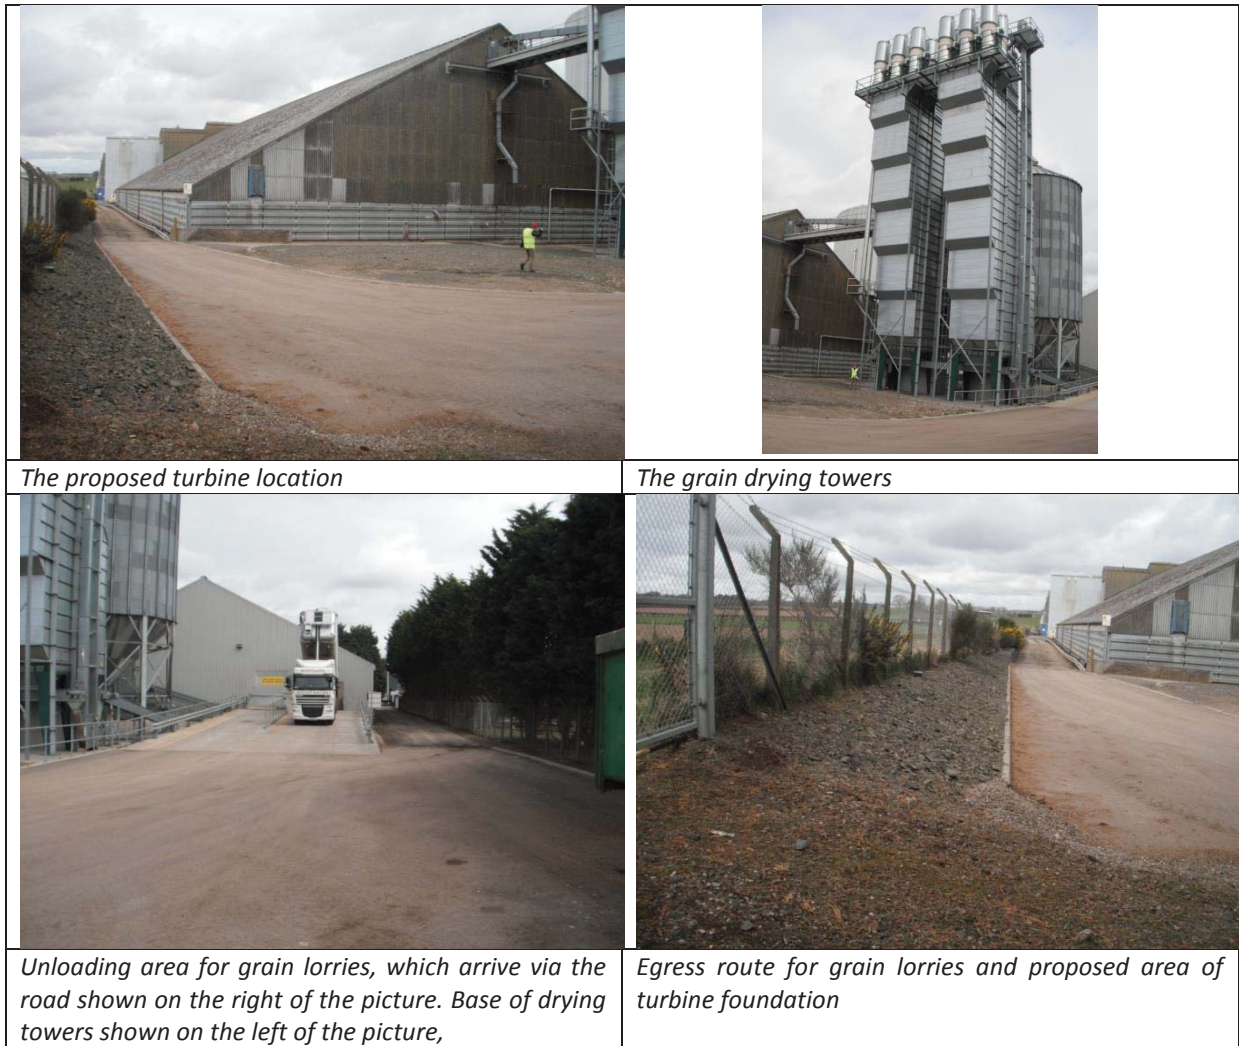 The proposed turbine location
The grain drying towers
Unloading area for grain lorries, which arrive via the
road shown on the right of the picture. Base of drying
towers shown on the left of the picture,
Egress route for grain lorries and proposed area of
turbine foundation